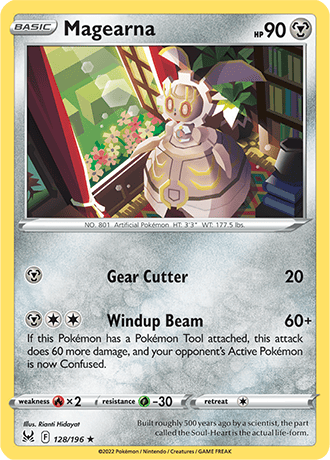 BASIC Magearna HP 90
NO. 801 Artificial Pokémon HT: 3'3" WT: 177.5 lbs.
Gear Cutter 20
Windup Beam 60+
If this Pokémon has a Pokémon Tool attached, this attack
does 60 more damage, and your opponent's Active Pokémon
is now Confused.
weakness ×2 resistance -30 retreat
Illus. Rianti Hidayat
F 128/196 ★
Built roughly 500 years ago by a scientist, the part
called the Soul-Heart is the actual life-form.
©2022 Pokémon / Nintendo / Creatures / GAME FREAK